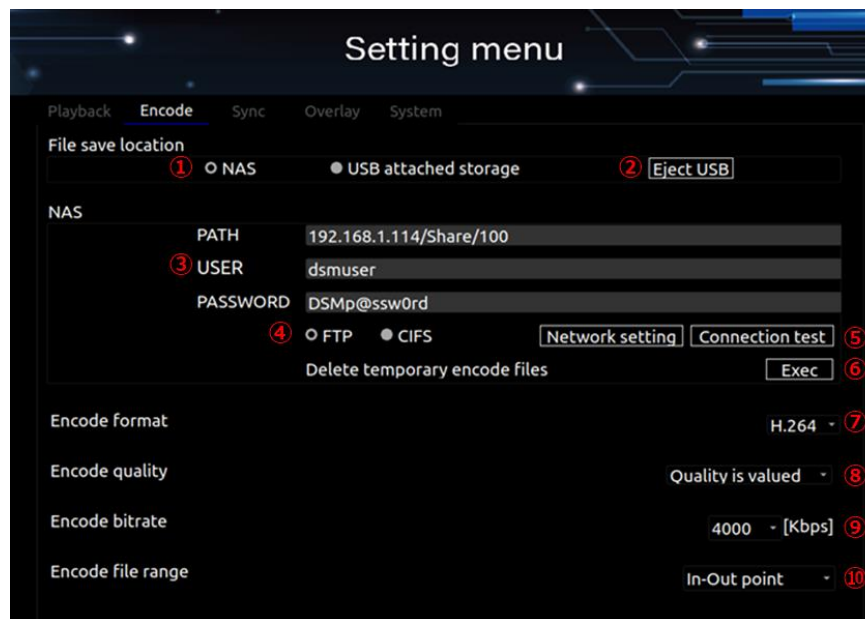 Setting menu
Playback Encode Sync Overlay System
File save location
① NAS USB attached storage ② Eject USB
NAS
PATH 192.168.1.114/Share/100
③ USER dsmuser
PASSWORD DSMp@ssw0rd
④ FTP CIFS Network setting Connection test ⑤
Delete temporary encode files Exec ⑥
Encode format H.264 ⑦
Encode quality Quality is valued ⑧
Encode bitrate 4000 [Kbps] ⑨
Encode file range In-Out point ⑩